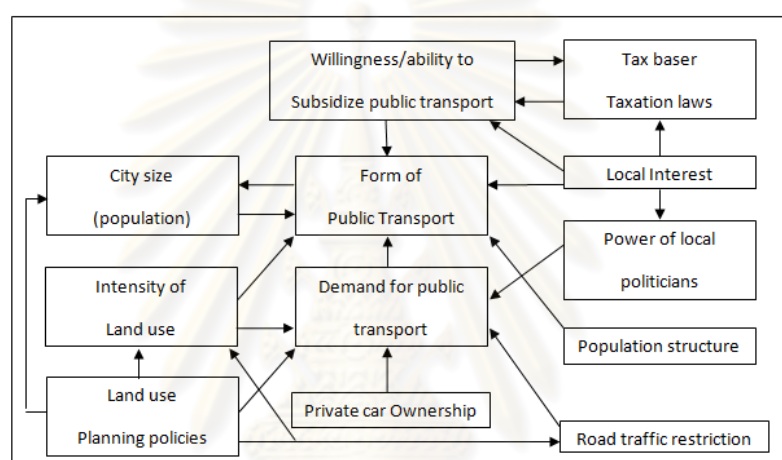 Willingness/ability to
Subsidize public transport
Tax baser
Taxation laws
City size
(population)
Form of
Public Transport
Local Interest
Power of local
politicians
Intensity of
Land use
Demand for public
transport
Population structure
Land use
Planning policies
Private car Ownership
Road traffic restriction